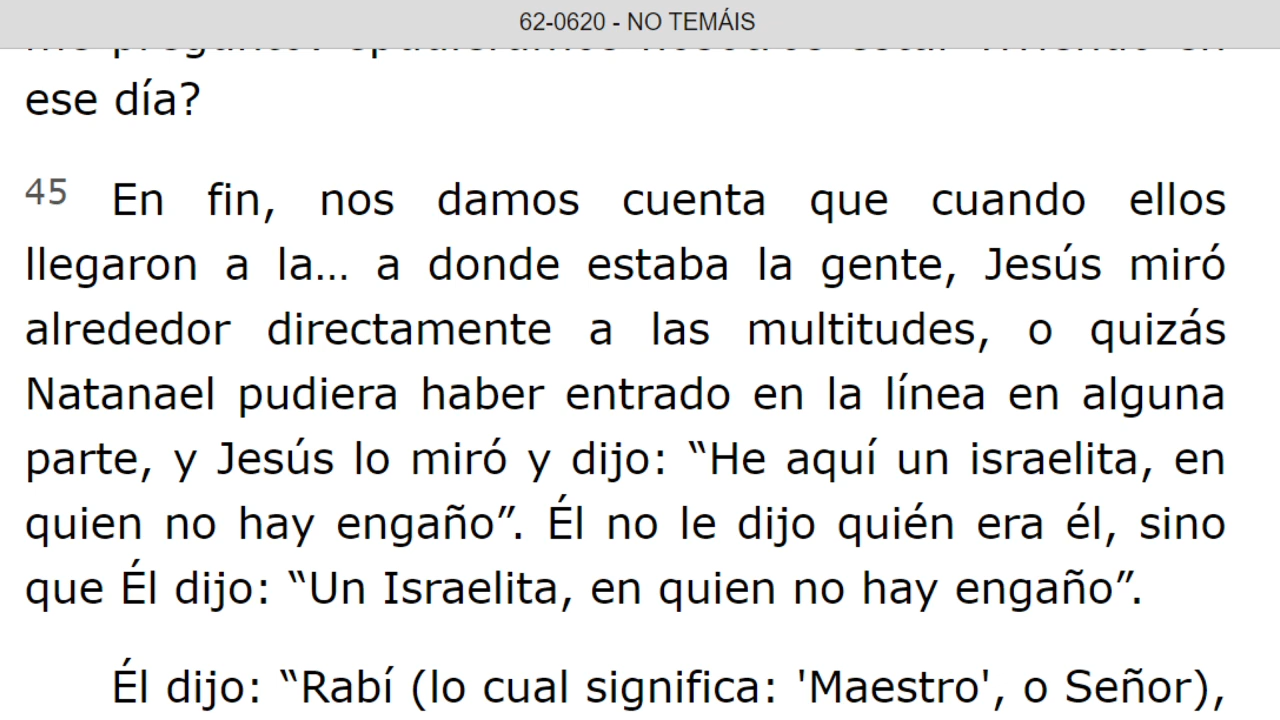 62-0620 - NO TEMÁIS
ese día?
45 En fin, nos damos cuenta que cuando ellos
llegaron a la... a donde estaba la gente, Jesús miró
alrededor directamente a las multitudes, o quizás
Natanael pudiera haber entrado en la línea en alguna
parte, y Jesús lo miró y dijo: “He aquí un israelita, en
quien no hay engaño”. Él no le dijo quién era él, sino
que Él dijo: “Un Israelita, en quien no hay engaño”.
Él dijo: “Rabí (lo cual significa: 'Maestro', o Señor),